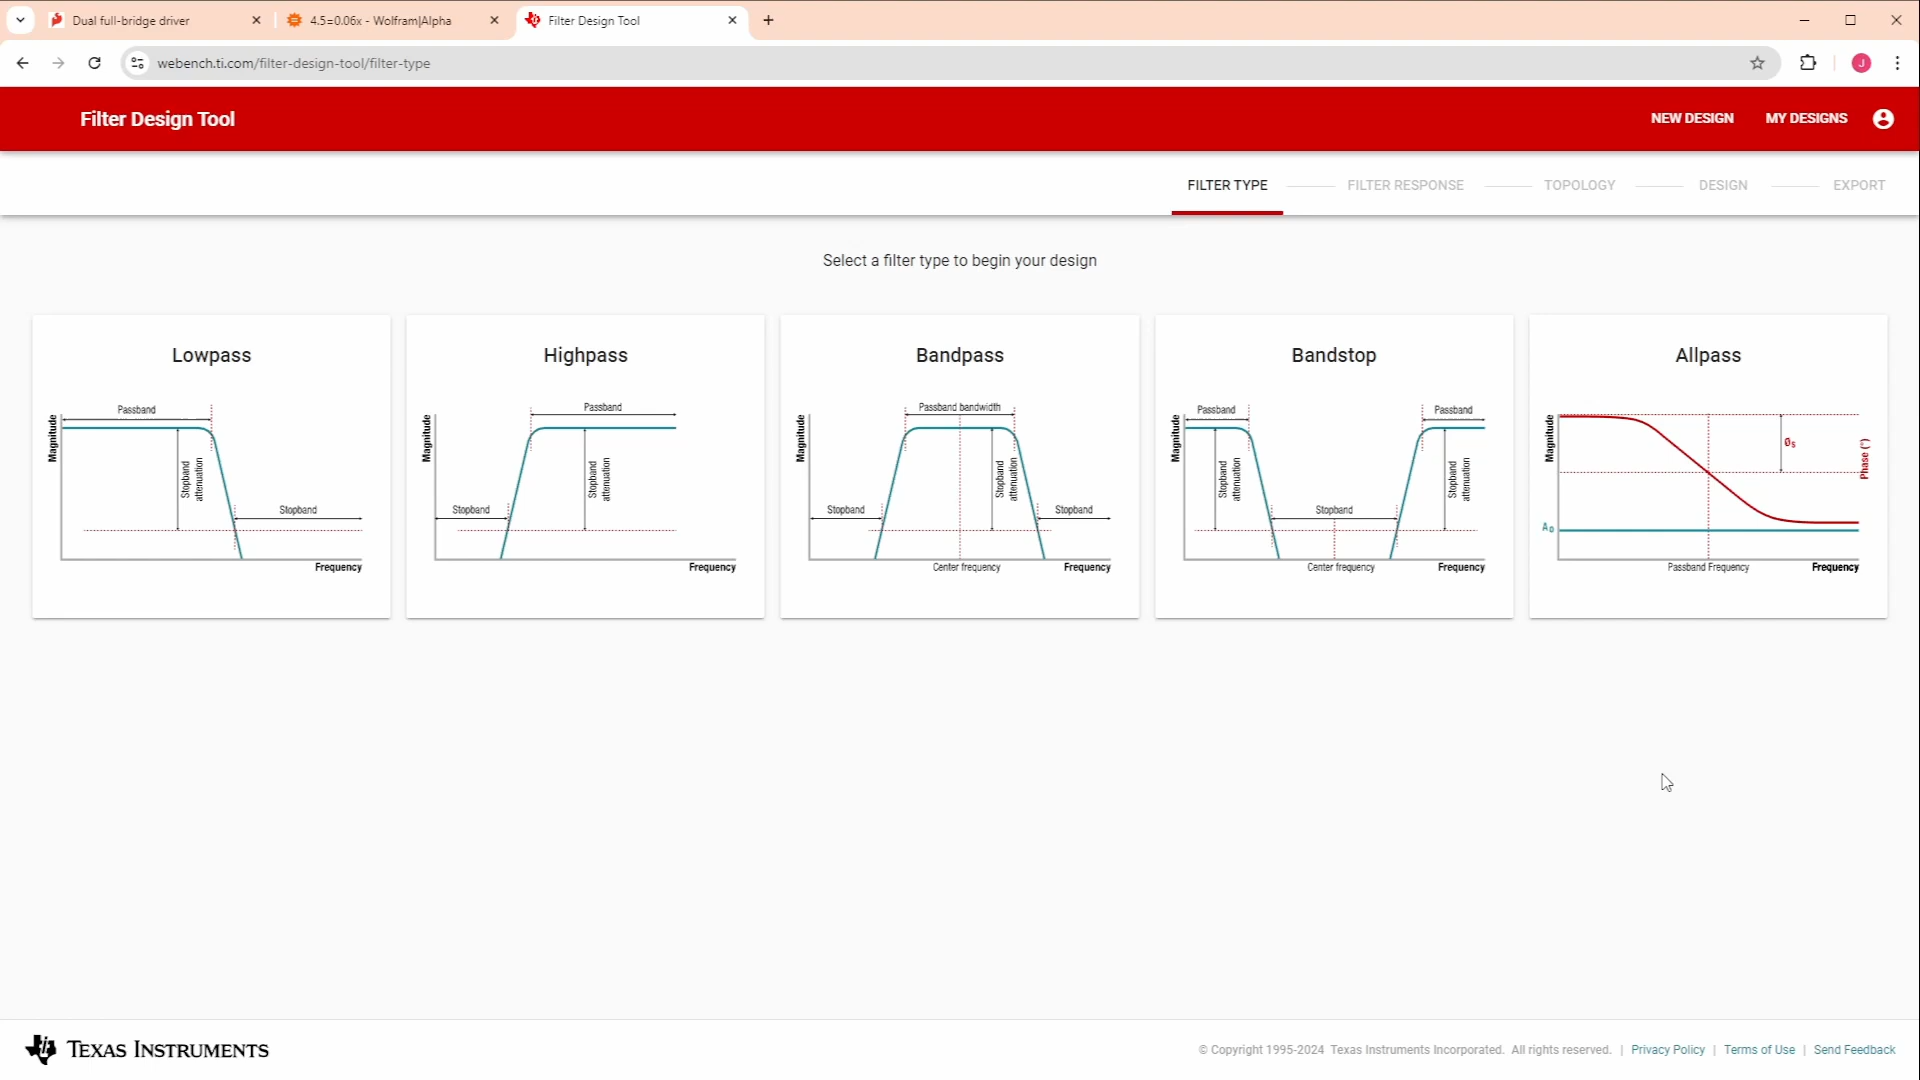 Dual full-bridge driver
4.5=0.06x - Wolfram|Alpha
Filter Design Tool
webench.ti.com/filter-design-tool/filter-type
J
Filter Design Tool
NEW DESIGN
MY DESIGNS
FILTER TYPE
FILTER RESPONSE
TOPOLOGY
DESIGN
EXPORT
Select a filter type to begin your design
Lowpass
Magnitude
Passband
Stopband
attenuation
Stopband
Frequency
Highpass
Magnitude
Passband
Stopband
attenuation
Stopband
Frequency
Bandpass
Magnitude
Passband bandwidth
Stopband
attenuation
Stopband
Stopband
Center frequency
Frequency
Bandstop
Magnitude
Passband
Passband
Stopband
attenuation
Stopband
attenuation
Stopband
Center frequency
Frequency
Allpass
Magnitude
Øs
Phase (°)
Ao
Passband Frequency
Frequency
TEXAS INSTRUMENTS
© Copyright 1995-2024 Texas Instruments Incorporated. All rights reserved. | Privacy Policy | Terms of Use | Send Feedback